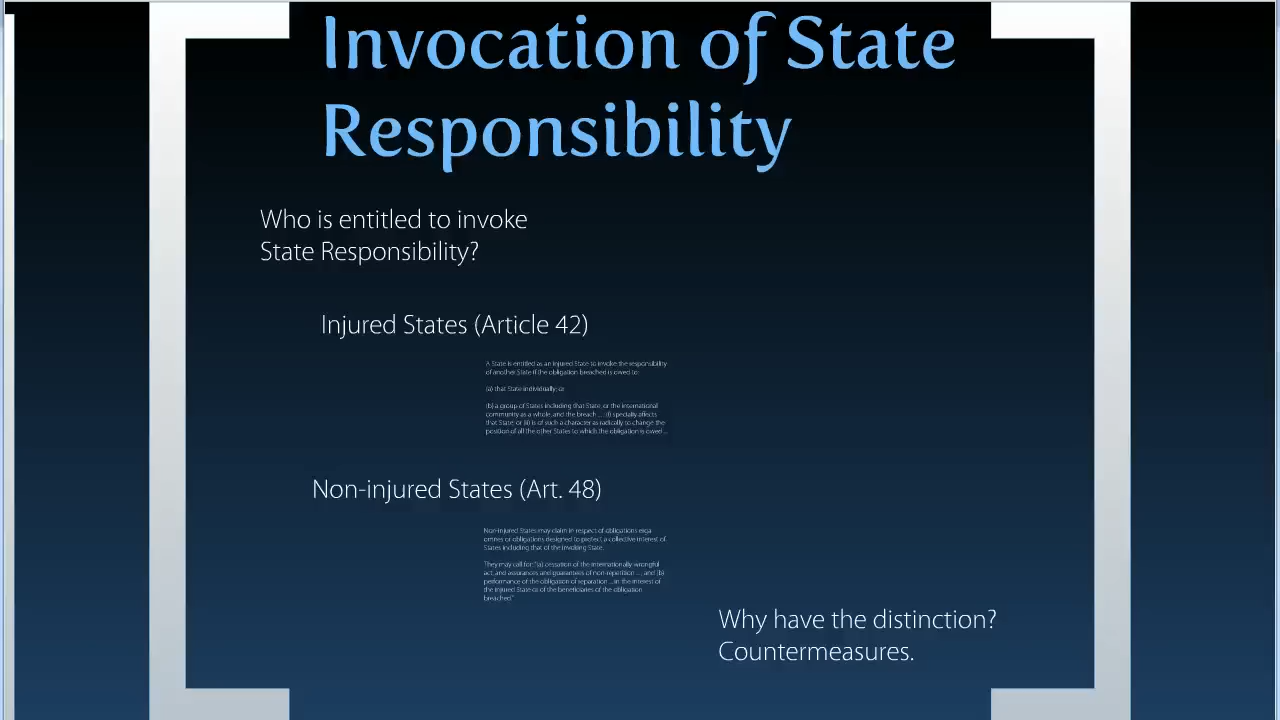 Invocation of State
Responsibility
Who is entitled to invoke
State Responsibility?
Injured States (Article 42)
A State is entitled as an injured State to invoke the responsibility
of another State if the obligation breached is owed to:
(a) that State individually; or
(b) a group of States including that State, or the international
community as a whole, and the breach ... : (i) specially affects
that State; or (ii) is of such a character as radically to change the
position of all the other States to which the obligation is owed ...
Non-injured States (Art. 48)
Non-injured States may claim in respect of obligations erga
omnes or obligations designed to protect a collective interest of
States including that of the invoking State.
They may call for: "(a) cessation of the internationally wrongful
act, and assurances and guarantees of non-repetition ... ; and (b)
performance of the obligation of reparation ... in the interest of
the injured State or of the beneficiaries of the obligation
breached."
Why have the distinction?
Countermeasures.